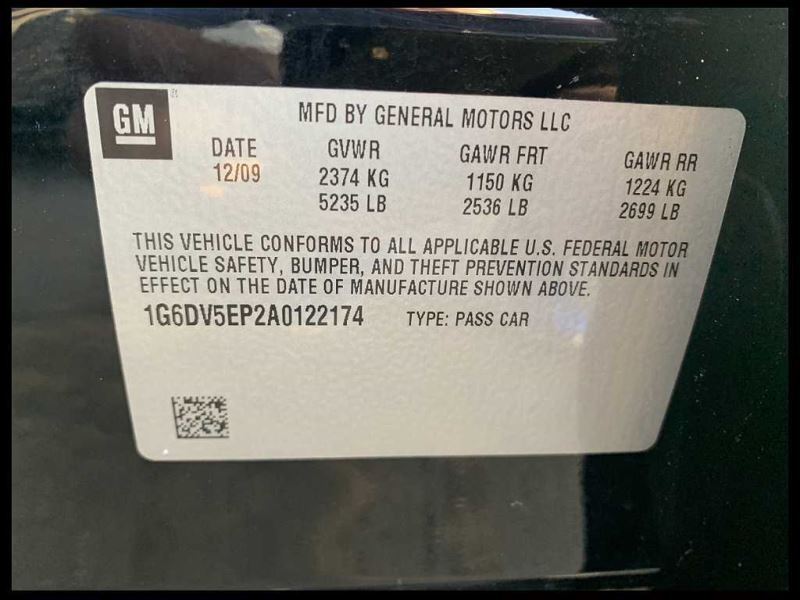 GM
MFD BY GENERAL MOTORS LLC
DATE GVWR GAWR FRT GAWR RR
12/09 2374 KG 1150 KG 1224 KG
5235 LB 2536 LB 2699 LB
THIS VEHICLE CONFORMS TO ALL APPLICABLE U.S. FEDERAL MOTOR
VEHICLE SAFETY, BUMPER, AND THEFT PREVENTION STANDARDS IN
EFFECT ON THE DATE OF MANUFACTURE SHOWN ABOVE.
1G6DV5EP2A0122174 TYPE: PASS CAR